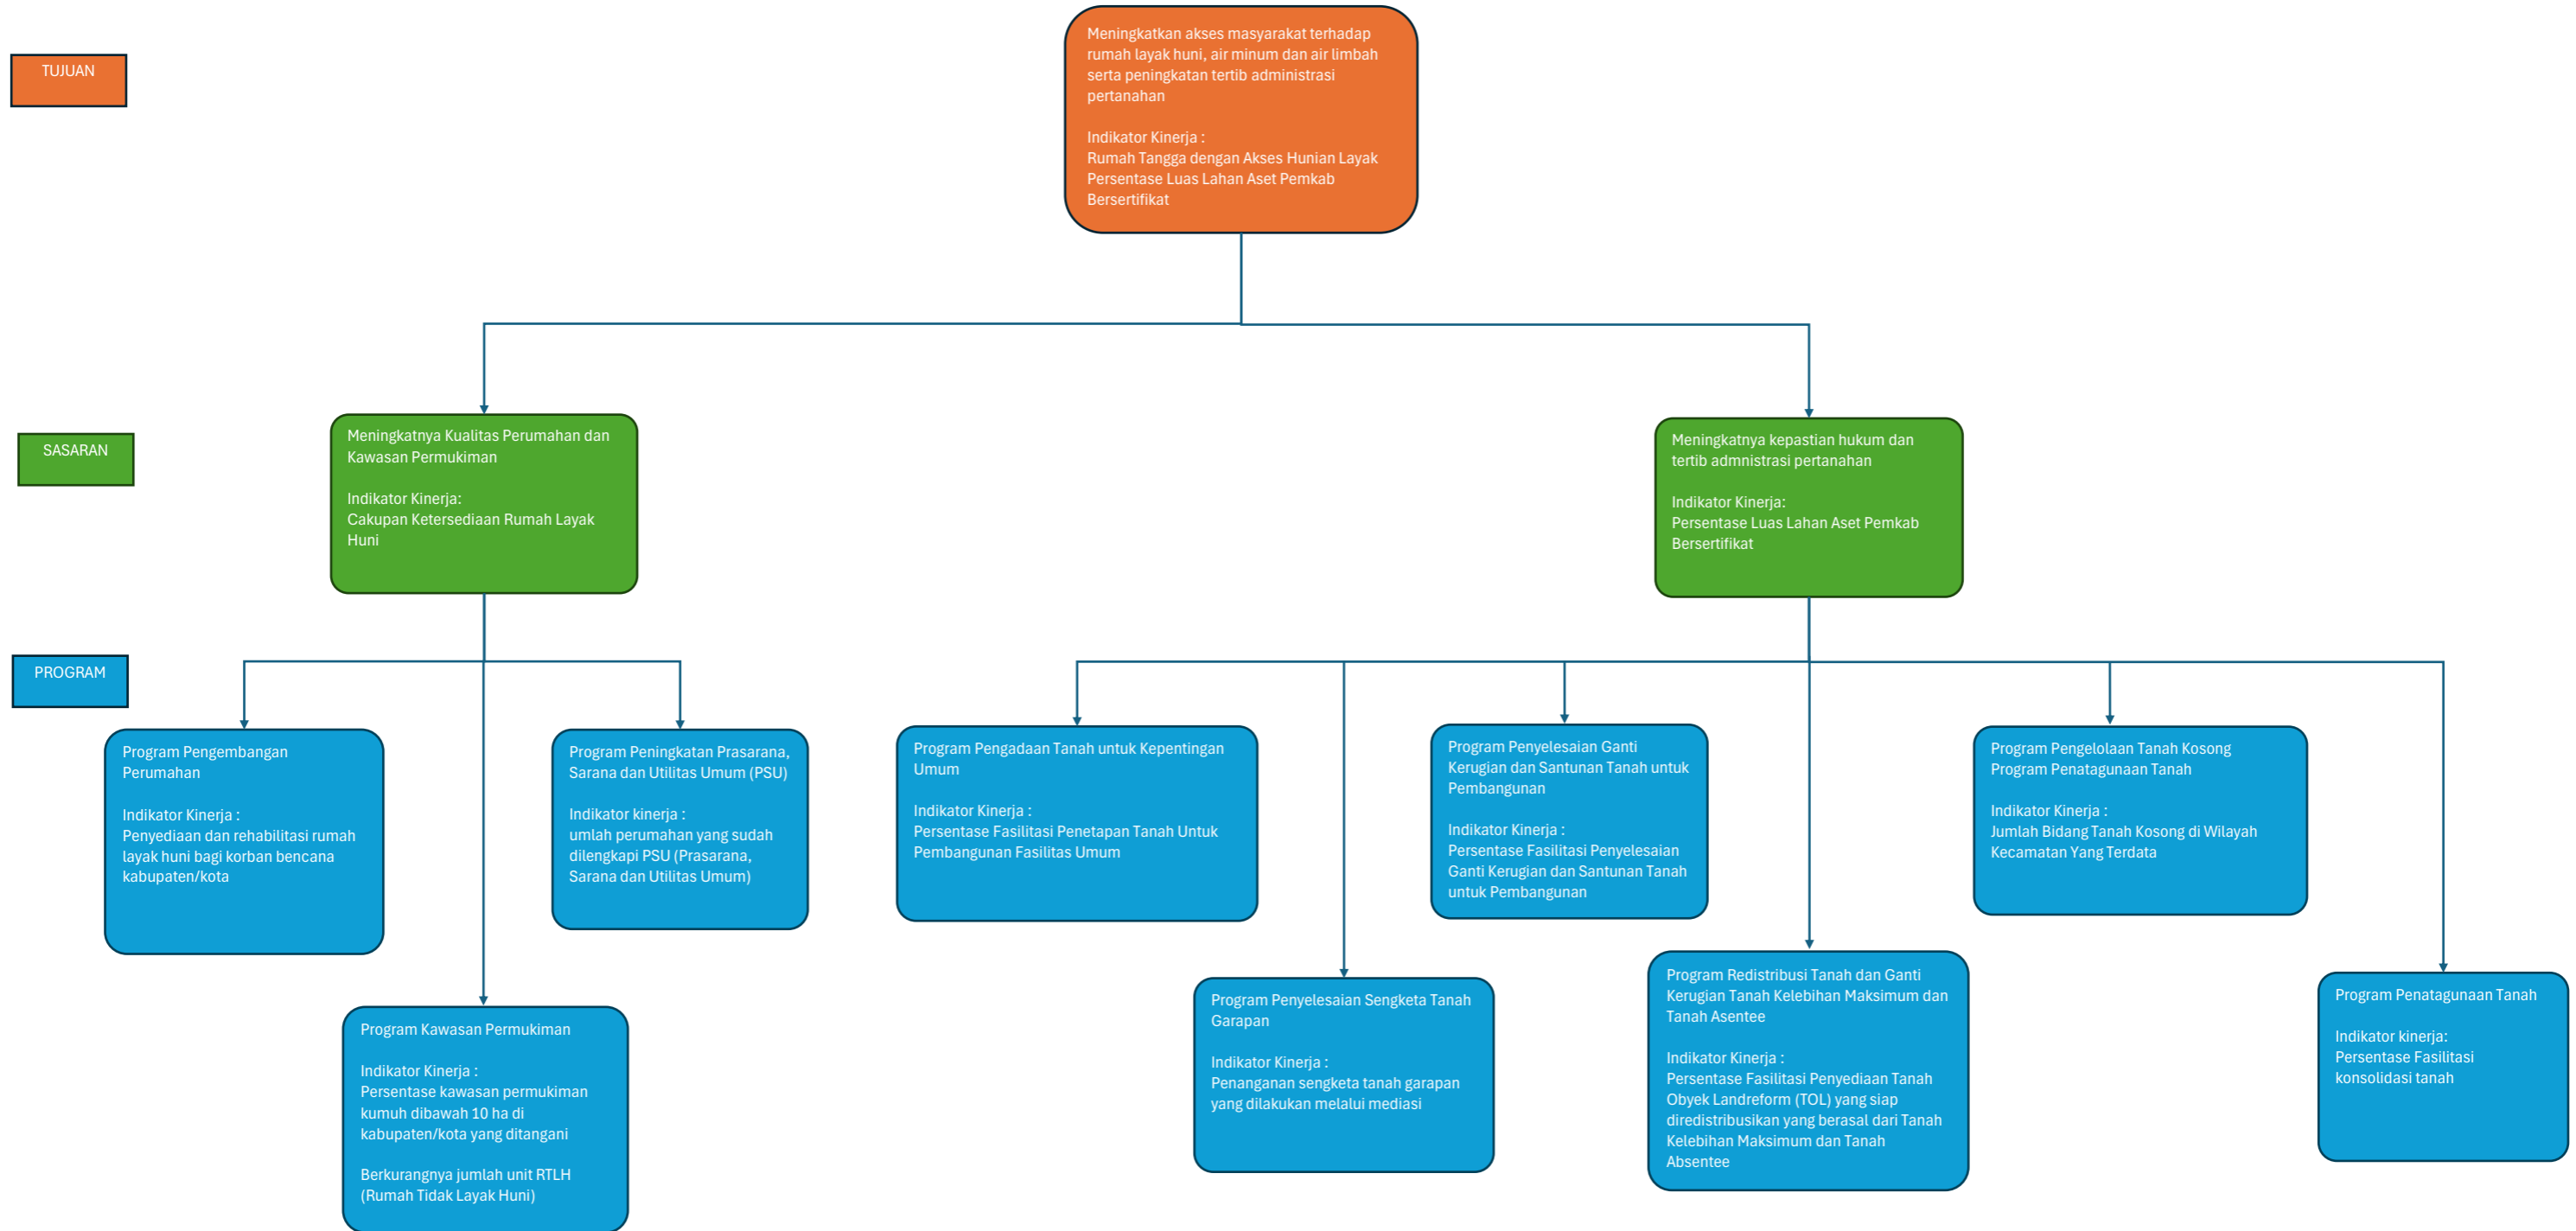 TUJUAN
Meningkatkan akses masyarakat terhadap
rumah layak huni, air minum dan air limbah
serta peningkatan tertib administrasi
pertanahan
Indikator Kinerja :
Rumah Tangga dengan Akses Hunian Layak
Persentase Luas Lahan Aset Pemkab
Bersertifikat
SASARAN
Meningkatnya Kualitas Perumahan dan
Kawasan Permukiman
Indikator Kinerja:
Cakupan Ketersediaan Rumah Layak
Huni
Meningkatnya kepastian hukum dan
tertib admnistrasi pertanahan
Indikator Kinerja:
Persentase Luas Lahan Aset Pemkab
Bersertifikat
PROGRAM
Program Pengembangan
Perumahan
Indikator Kinerja :
Penyediaan dan rehabilitasi rumah
layak huni bagi korban bencana
kabupaten/kota
Program Peningkatan Prasarana,
Sarana dan Utilitas Umum (PSU)
Indikator kinerja :
umlah perumahan yang sudah
dilengkapi PSU (Prasarana,
Sarana dan Utilitas Umum)
Program Pengadaan Tanah untuk Kepentingan
Umum
Indikator Kinerja :
Persentase Fasilitasi Penetapan Tanah Untuk
Pembangunan Fasilitas Umum
Program Penyelesaian Ganti
Kerugian dan Santunan Tanah untuk
Pembangunan
Indikator Kinerja :
Persentase Fasilitasi Penyelesaian
Ganti Kerugian dan Santunan Tanah
untuk Pembangunan
Program Pengelolaan Tanah Kosong
Program Penatagunaan Tanah
Indikator Kinerja :
Jumlah Bidang Tanah Kosong di Wilayah
Kecamatan Yang Terdata
Program Kawasan Permukiman
Indikator Kinerja :
Persentase kawasan permukiman
kumuh dibawah 10 ha di
kabupaten/kota yang ditangani
Berkurangnya jumlah unit RTLH
(Rumah Tidak Layak Huni)
Program Penyelesaian Sengketa Tanah
Garapan
Indikator Kinerja :
Penanganan sengketa tanah garapan
yang dilakukan melalui mediasi
Program Redistribusi Tanah dan Ganti
Kerugian Tanah Kelebihan Maksimum dan
Tanah Asentee
Indikator Kinerja :
Persentase Fasilitasi Penyediaan Tanah
Obyek Landreform (TOL) yang siap
diredistribusikan yang berasal dari Tanah
Kelebihan Maksimum dan Tanah
Absentee
Program Penatagunaan Tanah
Indikator kinerja:
Persentase Fasilitasi
konsolidasi tanah